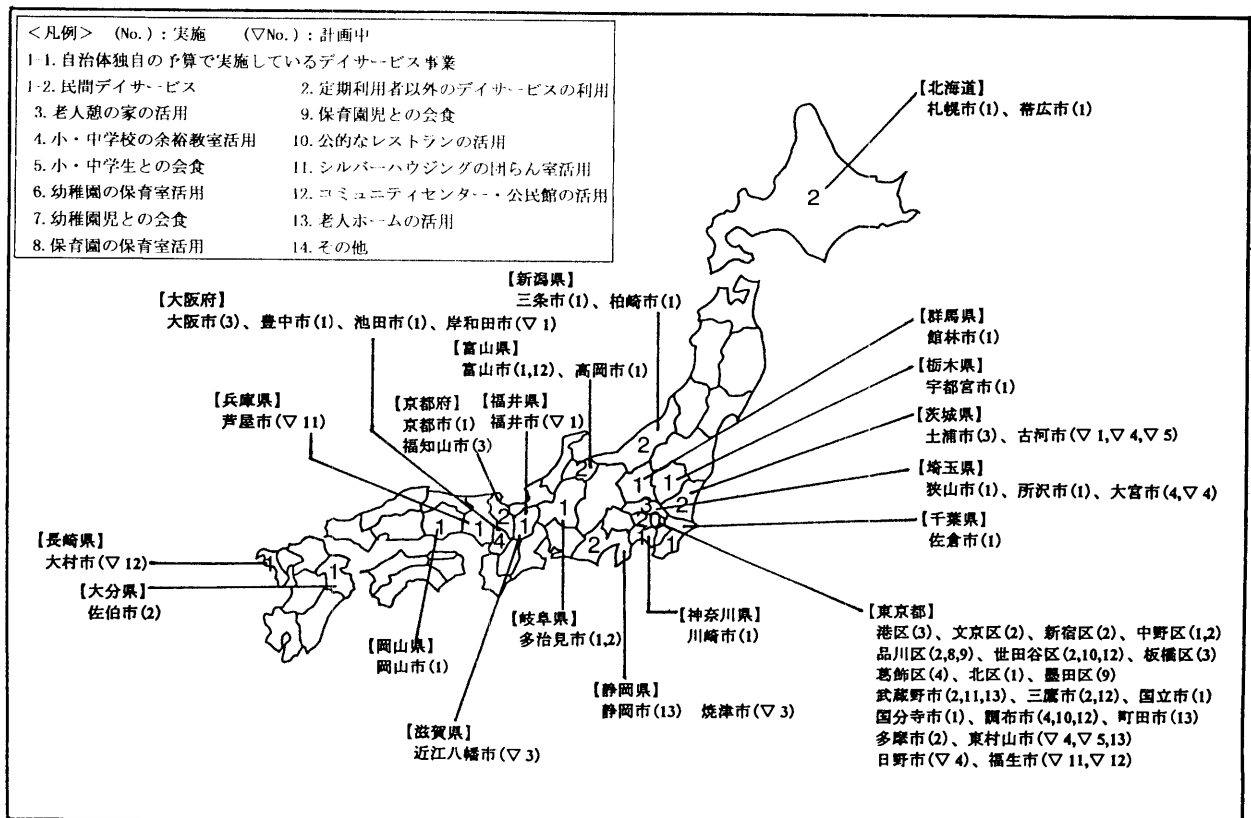 <凡例> (No.):実施 (▽No.):計画中
1-1.自治体独自の予算で実施しているデイサービス事業
1-2.民間デイサービス 2.定期利用者以外のデイサービスの利用
3.老人憩の家の活用 9.保育園児との会食
4.小・中学校の余裕教室活用 10.公的なレストランの活用
5.小・中学生との会食 11.シルバーハウジングの団らん室活用
6.幼稚園の保育室活用 12.コミュニティセンター・公民館の活用
7.幼稚園児との会食 13.老人ホームの活用
8.保育園の保育室活用 14.その他
【北海道】
札幌市(1)、帯広市(1)
2
【新潟県】
三条市(1)、柏崎市(1)
【大阪府】
大阪市(3)、豊中市(1)、池田市(1)、岸和田市(▽1)
【富山県】
富山市(1,12)、高岡市(1)
【群馬県】
館林市(1)
【栃木県】
宇都宮市(1)
【兵庫県】
芦屋市(▽11)
【京都府】
京都市(1)
福知山市(3)
【福井県】
福井市(▽1)
【茨城県】
土浦市(3)、古河市(▽1,▽4,▽5)
【埼玉県】
狭山市(1)、所沢市(1)、大宮市(4,▽4)
【千葉県】
佐倉市(1)
2
2
1
1
2
3
20
1
1
1
2
1
2
1
4
1
1
1
1
【長崎県】
大村市(▽12)
【大分県】
佐伯市(2)
【岡山県】
岡山市(1)
【滋賀県】
近江八幡市(▽3)
【岐阜県】
多治見市(1,2)
【静岡県】
静岡市(13) 焼津市(▽3)
【神奈川県】
川崎市(1)
【東京都】
港区(3)、文京区(2)、新宿区(2)、中野区(1,2)
品川区(2,8,9)、世田谷区(2,10,12)、板橋区(3)
葛飾区(4)、北区(1)、墨田区(9)
武蔵野市(2,11,13)、三鷹市(2,12)、国立市(1)
国分寺市(1)、調布市(4,10,12)、町田市(13)
多摩市(2)、東村山市(▽4,▽5,13)
日野市(▽4)、福生市(▽11,▽12)